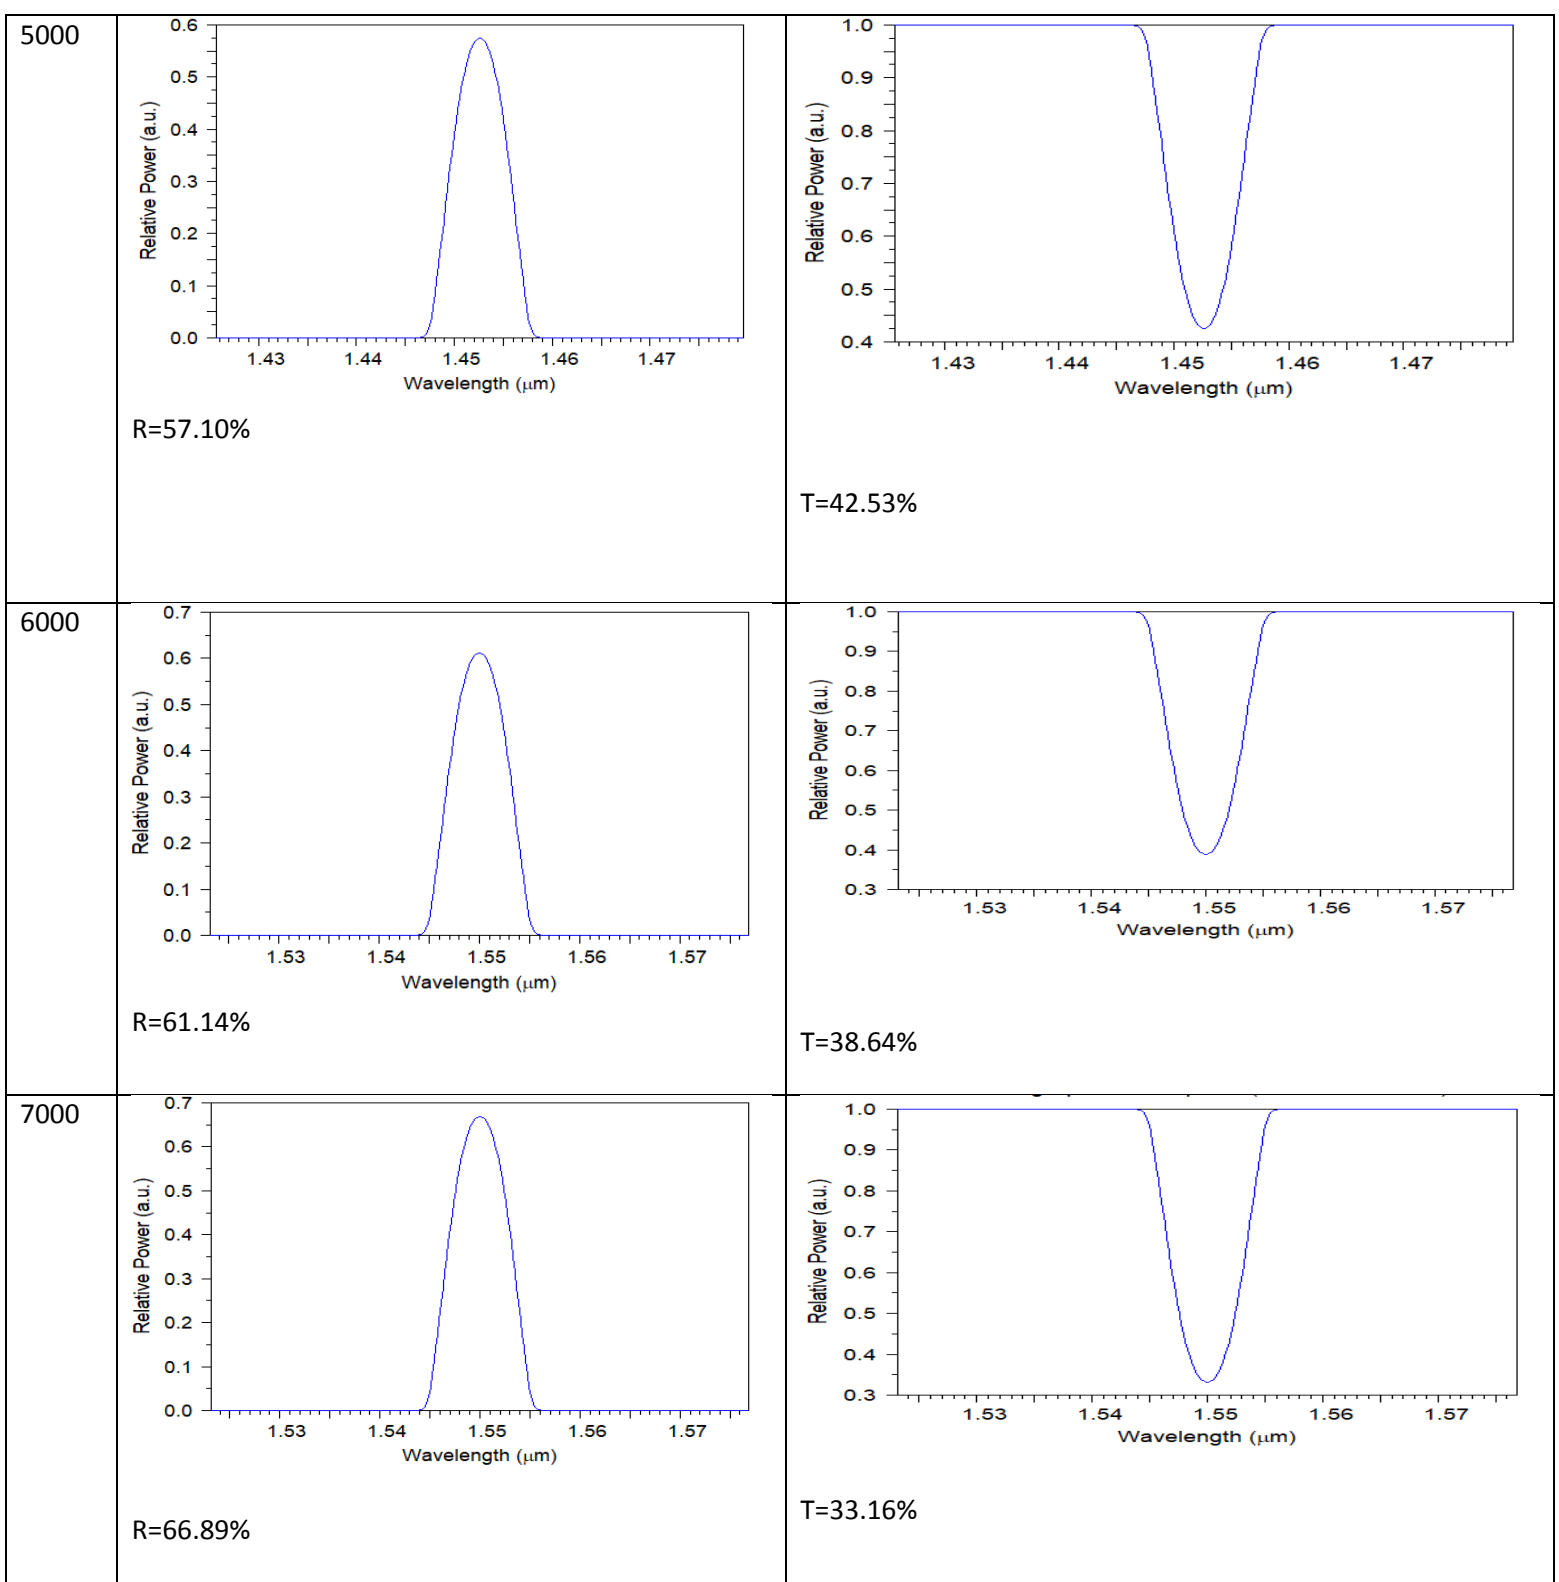 5000
0.6
0.5
0.4
0.3
0.2
0.1
0.0
Relative Power (a.u.)
1.43 1.44 1.45 1.46 1.47
Wavelength (μm)
R=57.10%
1.0
0.9
0.8
0.7
0.6
0.5
0.4
Relative Power (a.u.)
1.43 1.44 1.45 1.46 1.47
Wavelength (μm)
T=42.53%
6000
0.7
0.6
0.5
0.4
0.3
0.2
0.1
0.0
Relative Power (a.u.)
1.53 1.54 1.55 1.56 1.57
Wavelength (μm)
R=61.14%
1.0
0.9
0.8
0.7
0.6
0.5
0.4
0.3
Relative Power (a.u.)
1.53 1.54 1.55 1.56 1.57
Wavelength (μm)
T=38.64%
7000
0.7
0.6
0.5
0.4
0.3
0.2
0.1
0.0
Relative Power (a.u.)
1.53 1.54 1.55 1.56 1.57
Wavelength (μm)
R=66.89%
1.0
0.9
0.8
0.7
0.6
0.5
0.4
0.3
Relative Power (a.u.)
1.53 1.54 1.55 1.56 1.57
Wavelength (μm)
T=33.16%